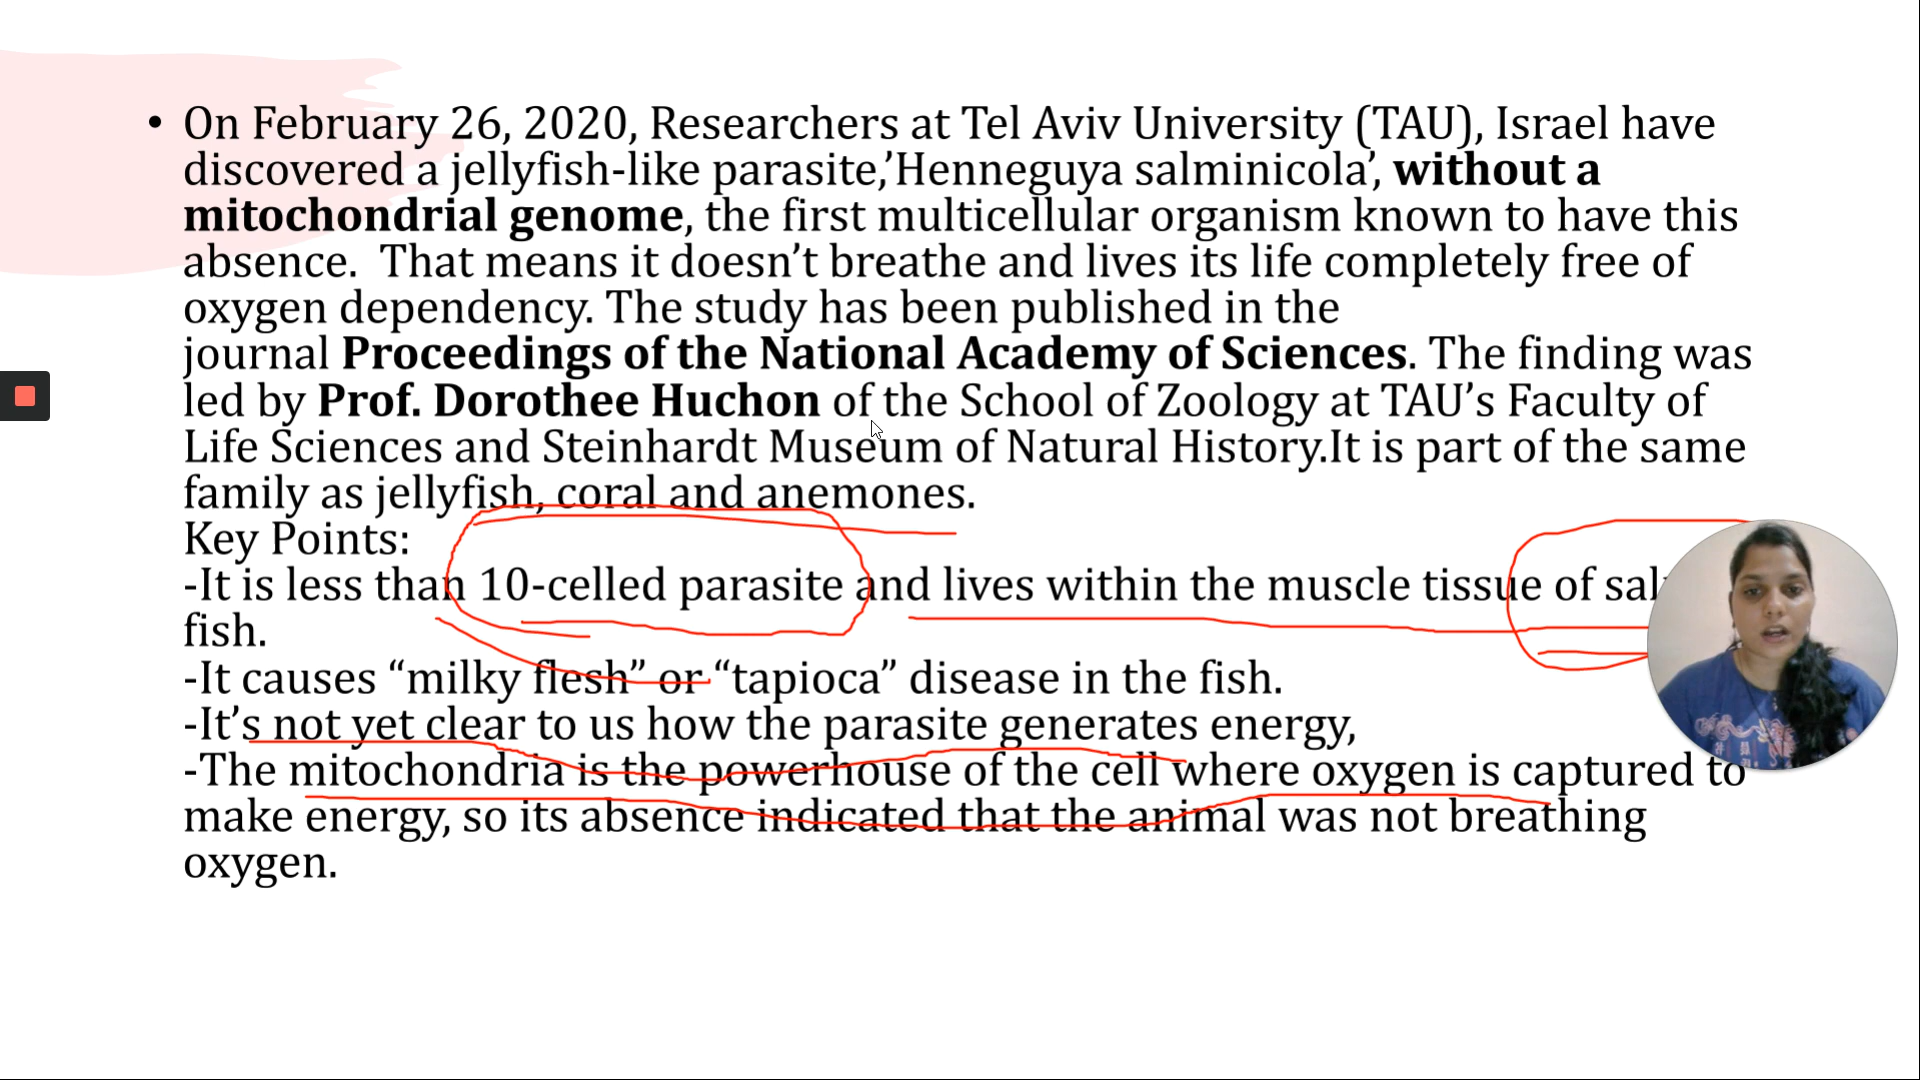 • On February 26, 2020, Researchers at Tel Aviv University (TAU), Israel have
discovered a jellyfish-like parasite,’Henneguya salminicola’, without a
mitochondrial genome, the first multicellular organism known to have this
absence.  That means it doesn’t breathe and lives its life completely free of
oxygen dependency. The study has been published in the
journal Proceedings of the National Academy of Sciences. The finding was
led by Prof. Dorothee Huchon of the School of Zoology at TAU’s Faculty of
Life Sciences and Steinhardt Museum of Natural History.It is part of the same
family as jellyfish, coral and anemones.
Key Points:
-It is less than 10-celled parasite and lives within the muscle tissue of
fish.
-It causes “milky flesh” or “tapioca” disease in the fish.
-It’s not yet clear to us how the parasite generates energy,
-The mitochondria is the powerhouse of the cell where oxygen is captured to
make energy, so its absence indicated that the animal was not breathing
oxygen.